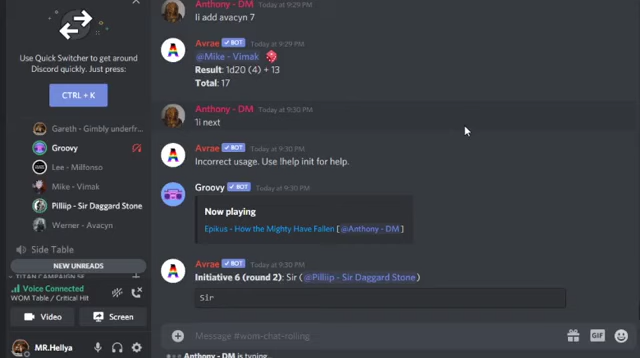 Use Quick Switcher to get around
Discord quickly. Just press:
CTRL + K
Gareth - Gimbly underfr...
Groovy
Lee - Milfonso
Mike - Vimak
Pilliip - Sir Daggard Stone
Werner - Avacyn
Side Table
NEW UNREADS
TITAN CAMPAIGN SE
Voice Connected
WOM Table / Critical Hit
Video
Screen
MR.Hellya
Anthony - DM Today at 9:29 PM
!i add avacyn 7
Avrae BOT Today at 9:29 PM
@Mike - Vimak
Result: 1d20 (4) + 13
Total: 17
Anthony - DM Today at 9:30 PM
!i next
Avrae BOT Today at 9:30 PM
Incorrect usage. Use !help init for help.
Groovy BOT Today at 9:30 PM
Now playing
Epikus - How the Mighty Have Fallen [@Anthony - DM]
Avrae BOT Today at 9:30 PM
Initiative 6 (round 2): Sir (@Pilliip - Sir Daggard Stone)
Sir
Message #wom-chat-rolling
GIF
Anthony - DM is typing